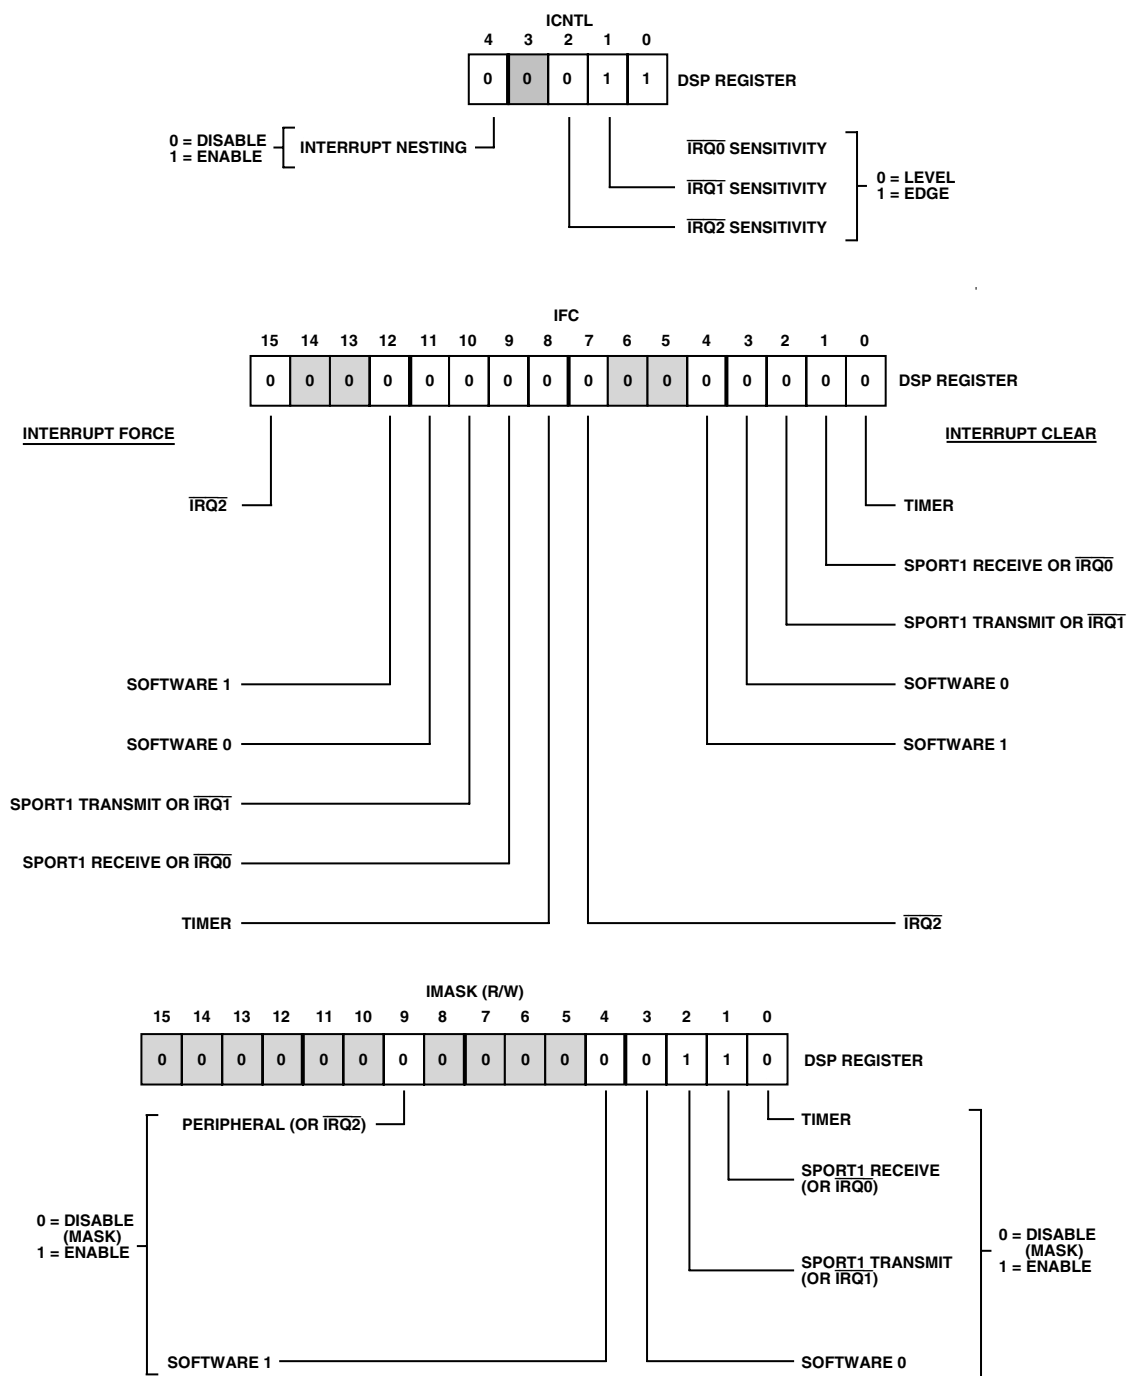 ICNTL
4 3 2 1 0
0 0 0 1 1 DSP REGISTER
0 = DISABLE
1 = ENABLE
INTERRUPT NESTING
IRQ0 SENSITIVITY
IRQ1 SENSITIVITY
IRQ2 SENSITIVITY
0 = LEVEL
1 = EDGE
IFC
15 14 13 12 11 10 9 8 7 6 5 4 3 2 1 0
0 0 0 0 0 0 0 0 0 0 0 0 0 0 0 0 DSP REGISTER
INTERRUPT FORCE
INTERRUPT CLEAR
IRQ2
TIMER
SPORT1 RECEIVE OR IRQ0
SPORT1 TRANSMIT OR IRQ1
SOFTWARE 1
SOFTWARE 0
SOFTWARE 0
SOFTWARE 1
SPORT1 TRANSMIT OR IRQ1
SPORT1 RECEIVE OR IRQ0
TIMER
IRQ2
IMASK (R/W)
15 14 13 12 11 10 9 8 7 6 5 4 3 2 1 0
0 0 0 0 0 0 0 0 0 0 0 0 0 1 1 0 DSP REGISTER
PERIPHERAL (OR IRQ2)
TIMER
SPORT1 RECEIVE
(OR IRQ0)
0 = DISABLE
(MASK)
1 = ENABLE
0 = DISABLE
(MASK)
1 = ENABLE
SPORT1 TRANSMIT
(OR IRQ1)
SOFTWARE 1
SOFTWARE 0